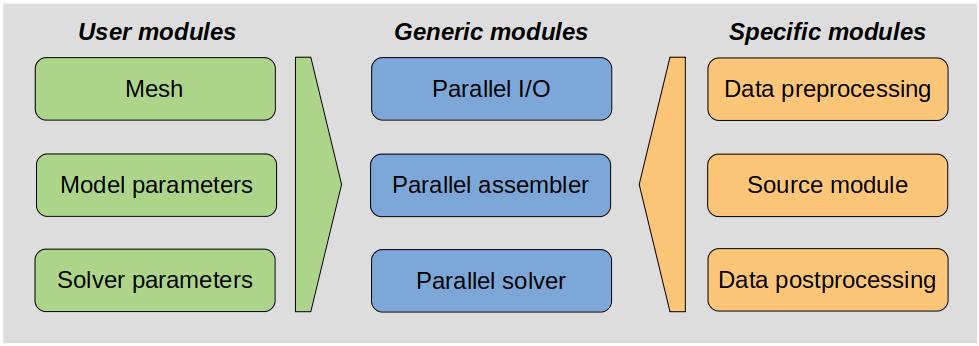 User modules
Generic modules
Specific modules
Mesh
Parallel I/O
Data preprocessing
Model parameters
Parallel assembler
Source module
Solver parameters
Parallel solver
Data postprocessing